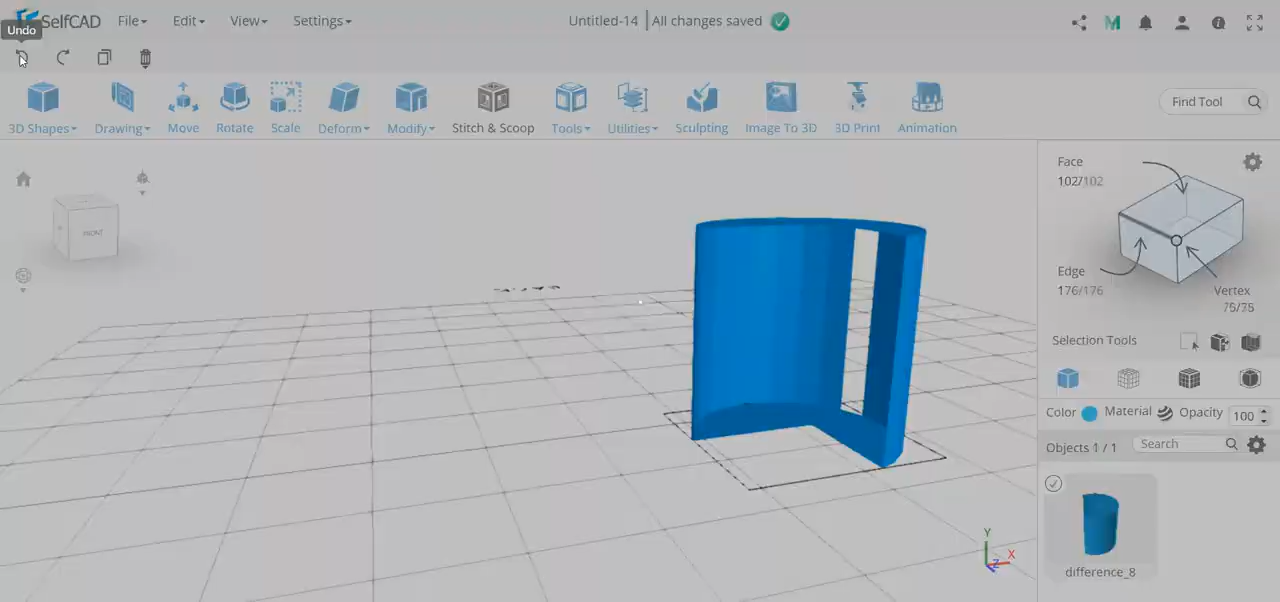 SelfCAD File Edit View Settings Untitled-14 All changes saved
Undo
3D Shapes Drawing Move Rotate Scale Deform Modify Stitch & Scoop Tools Utilities Sculpting Image To 3D 3D Print Animation
Find Tool
FRONT
Face
102/102
Edge
176/176
Vertex
75/75
Selection Tools
Color Material Opacity 100
Objects 1 / 1 Search
difference_8
Y
X
Z